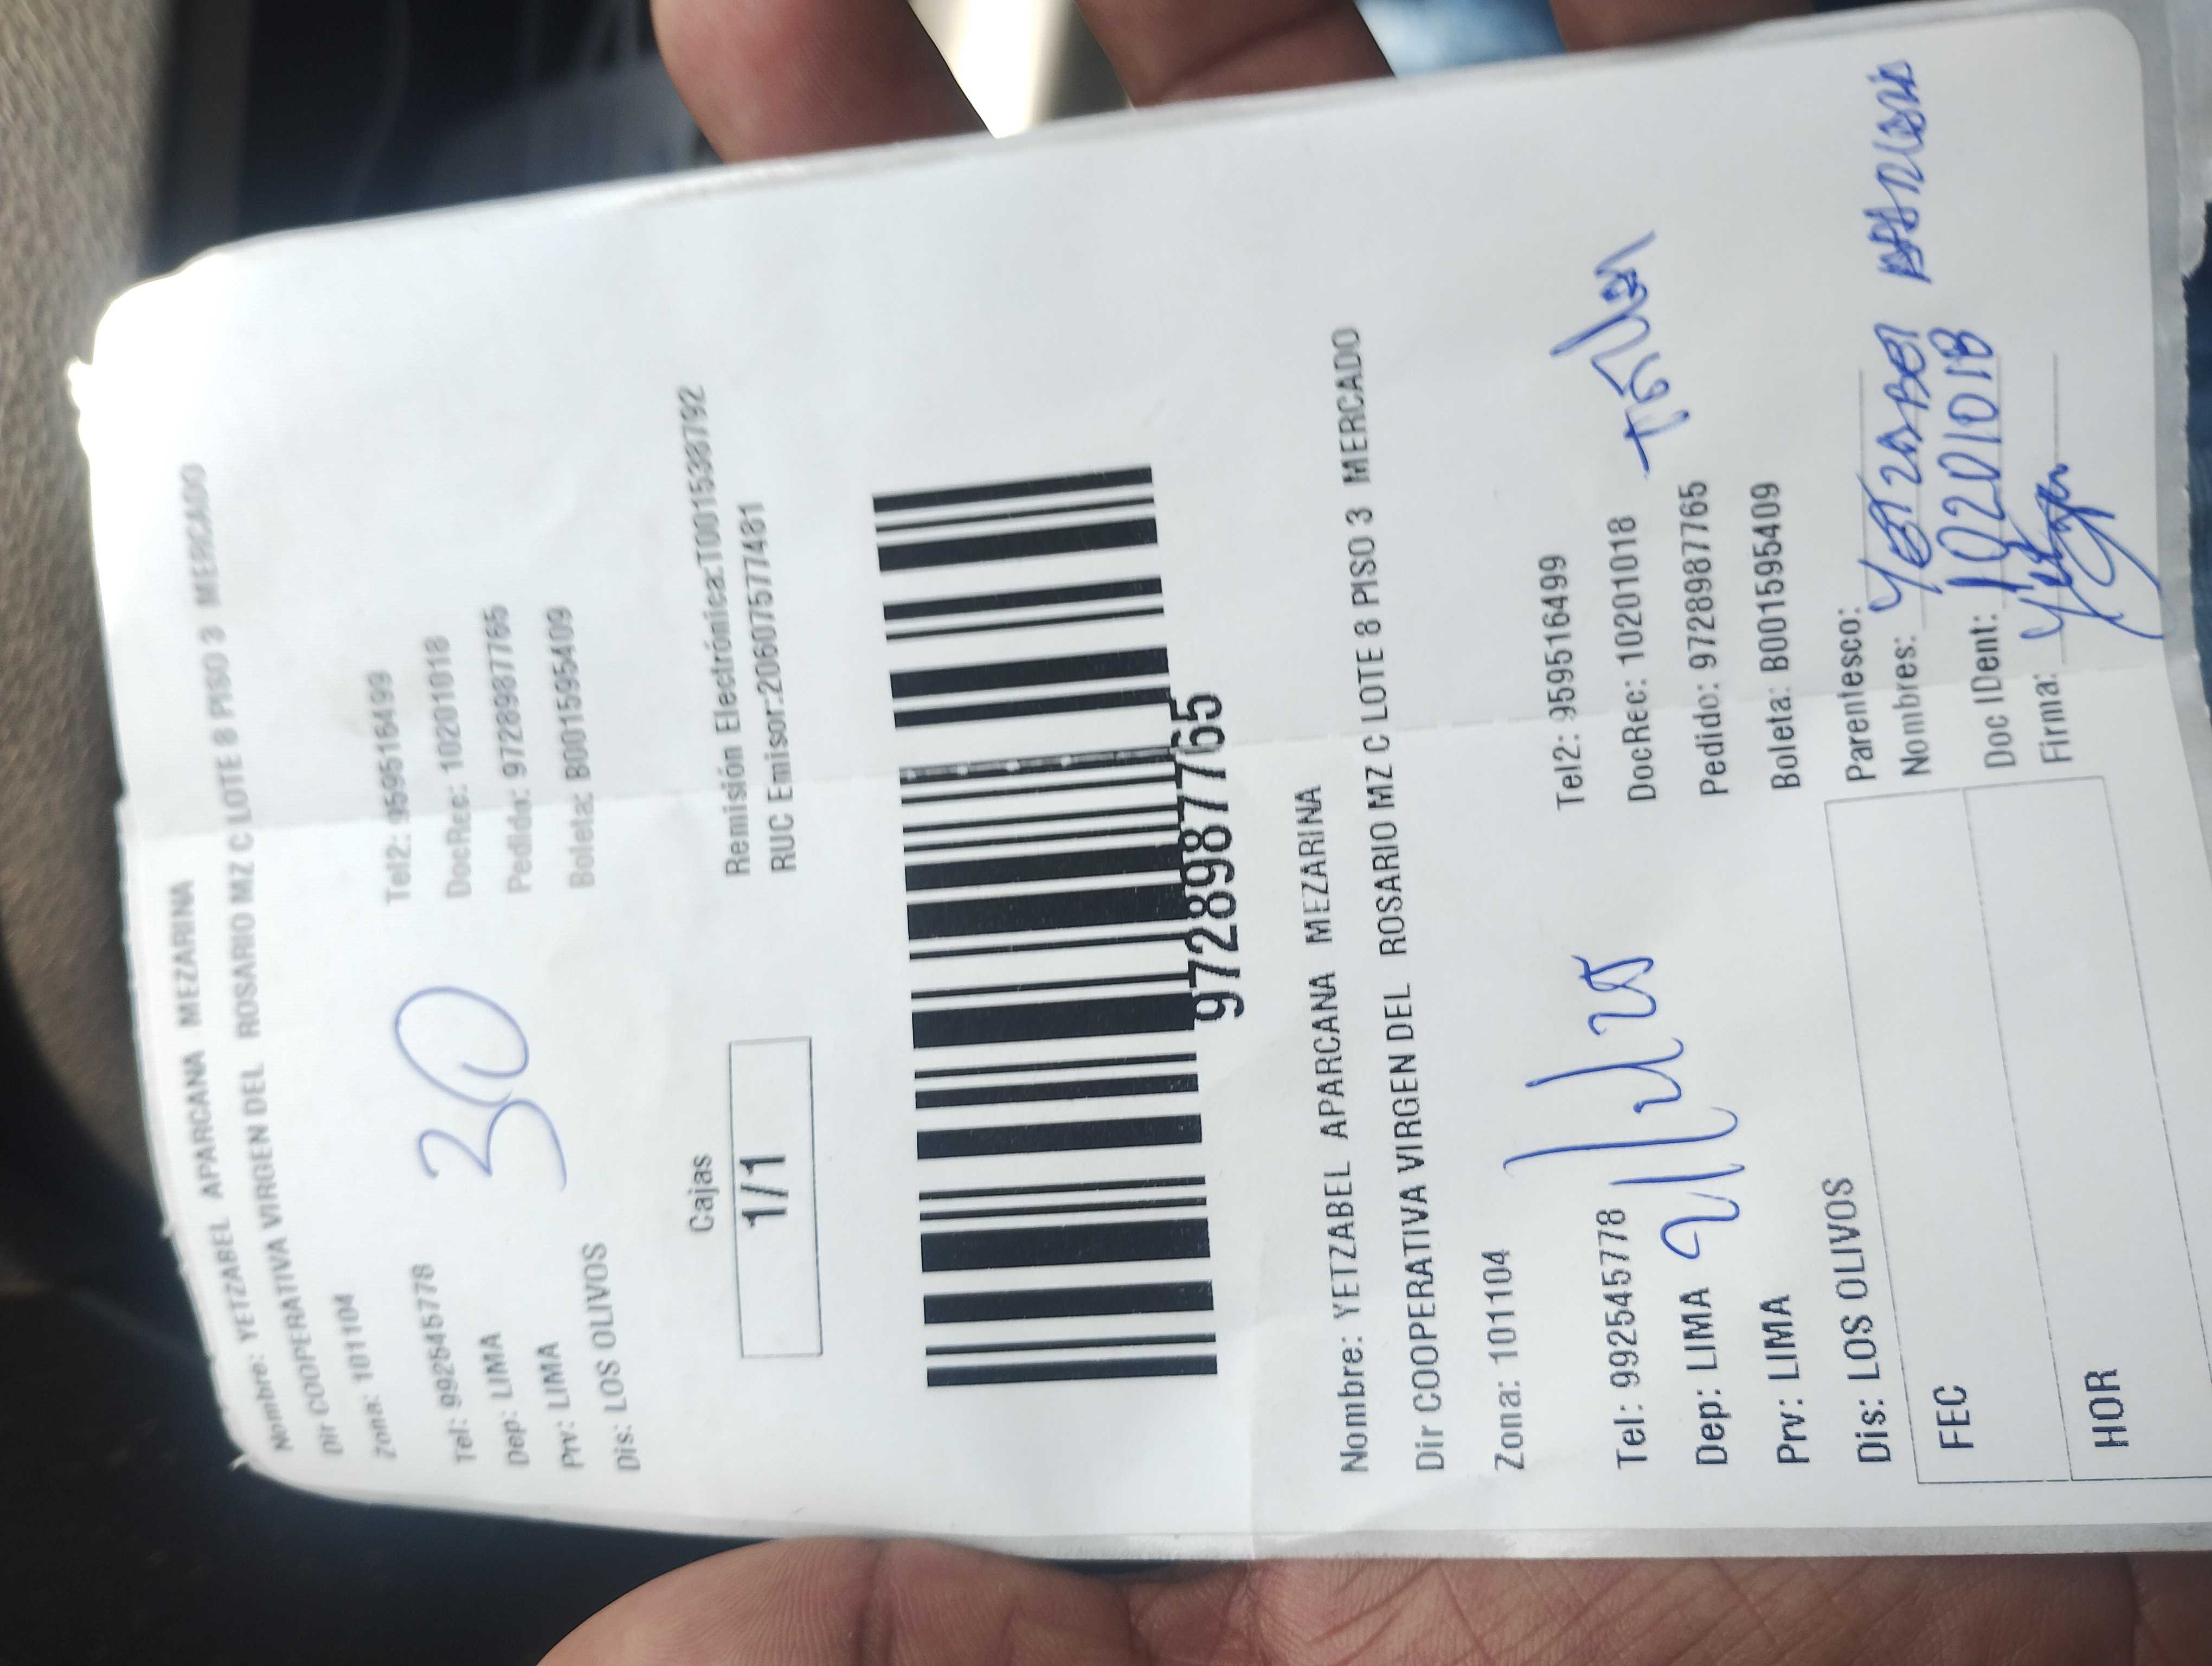 Nombre: YETZABEL APARCANA MEZARINA
Dir COOPERATIVA VIRGEN DEL ROSARIO MZ C LOTE 8 PISO 3 MERCADO
Zona: 101104
Tel: 992545778 Tel2: 959516499
Dep: LIMA DocRec: 10201018
Prv: LIMA Pedido: 9728987765
Dis: LOS OLIVOS Boleta: B001595409
30
Cajas
1/1
Remisión Electrónica:T001538792
RUC Emisor:20607577481
9728987765
Nombre: YETZABEL APARCANA MEZARINA
Dir COOPERATIVA VIRGEN DEL ROSARIO MZ C LOTE 8 PISO 3 MERCADO
Zona: 101104
Tel: 992545778 Tel2: 959516499
Dep: LIMA DocRec: 10201018
Prv: LIMA Pedido: 9728987765
Dis: LOS OLIVOS Boleta: B001595409
FEC
HOR
Parentesco:
Nombres:
Doc IDent: 10201018
Firma: